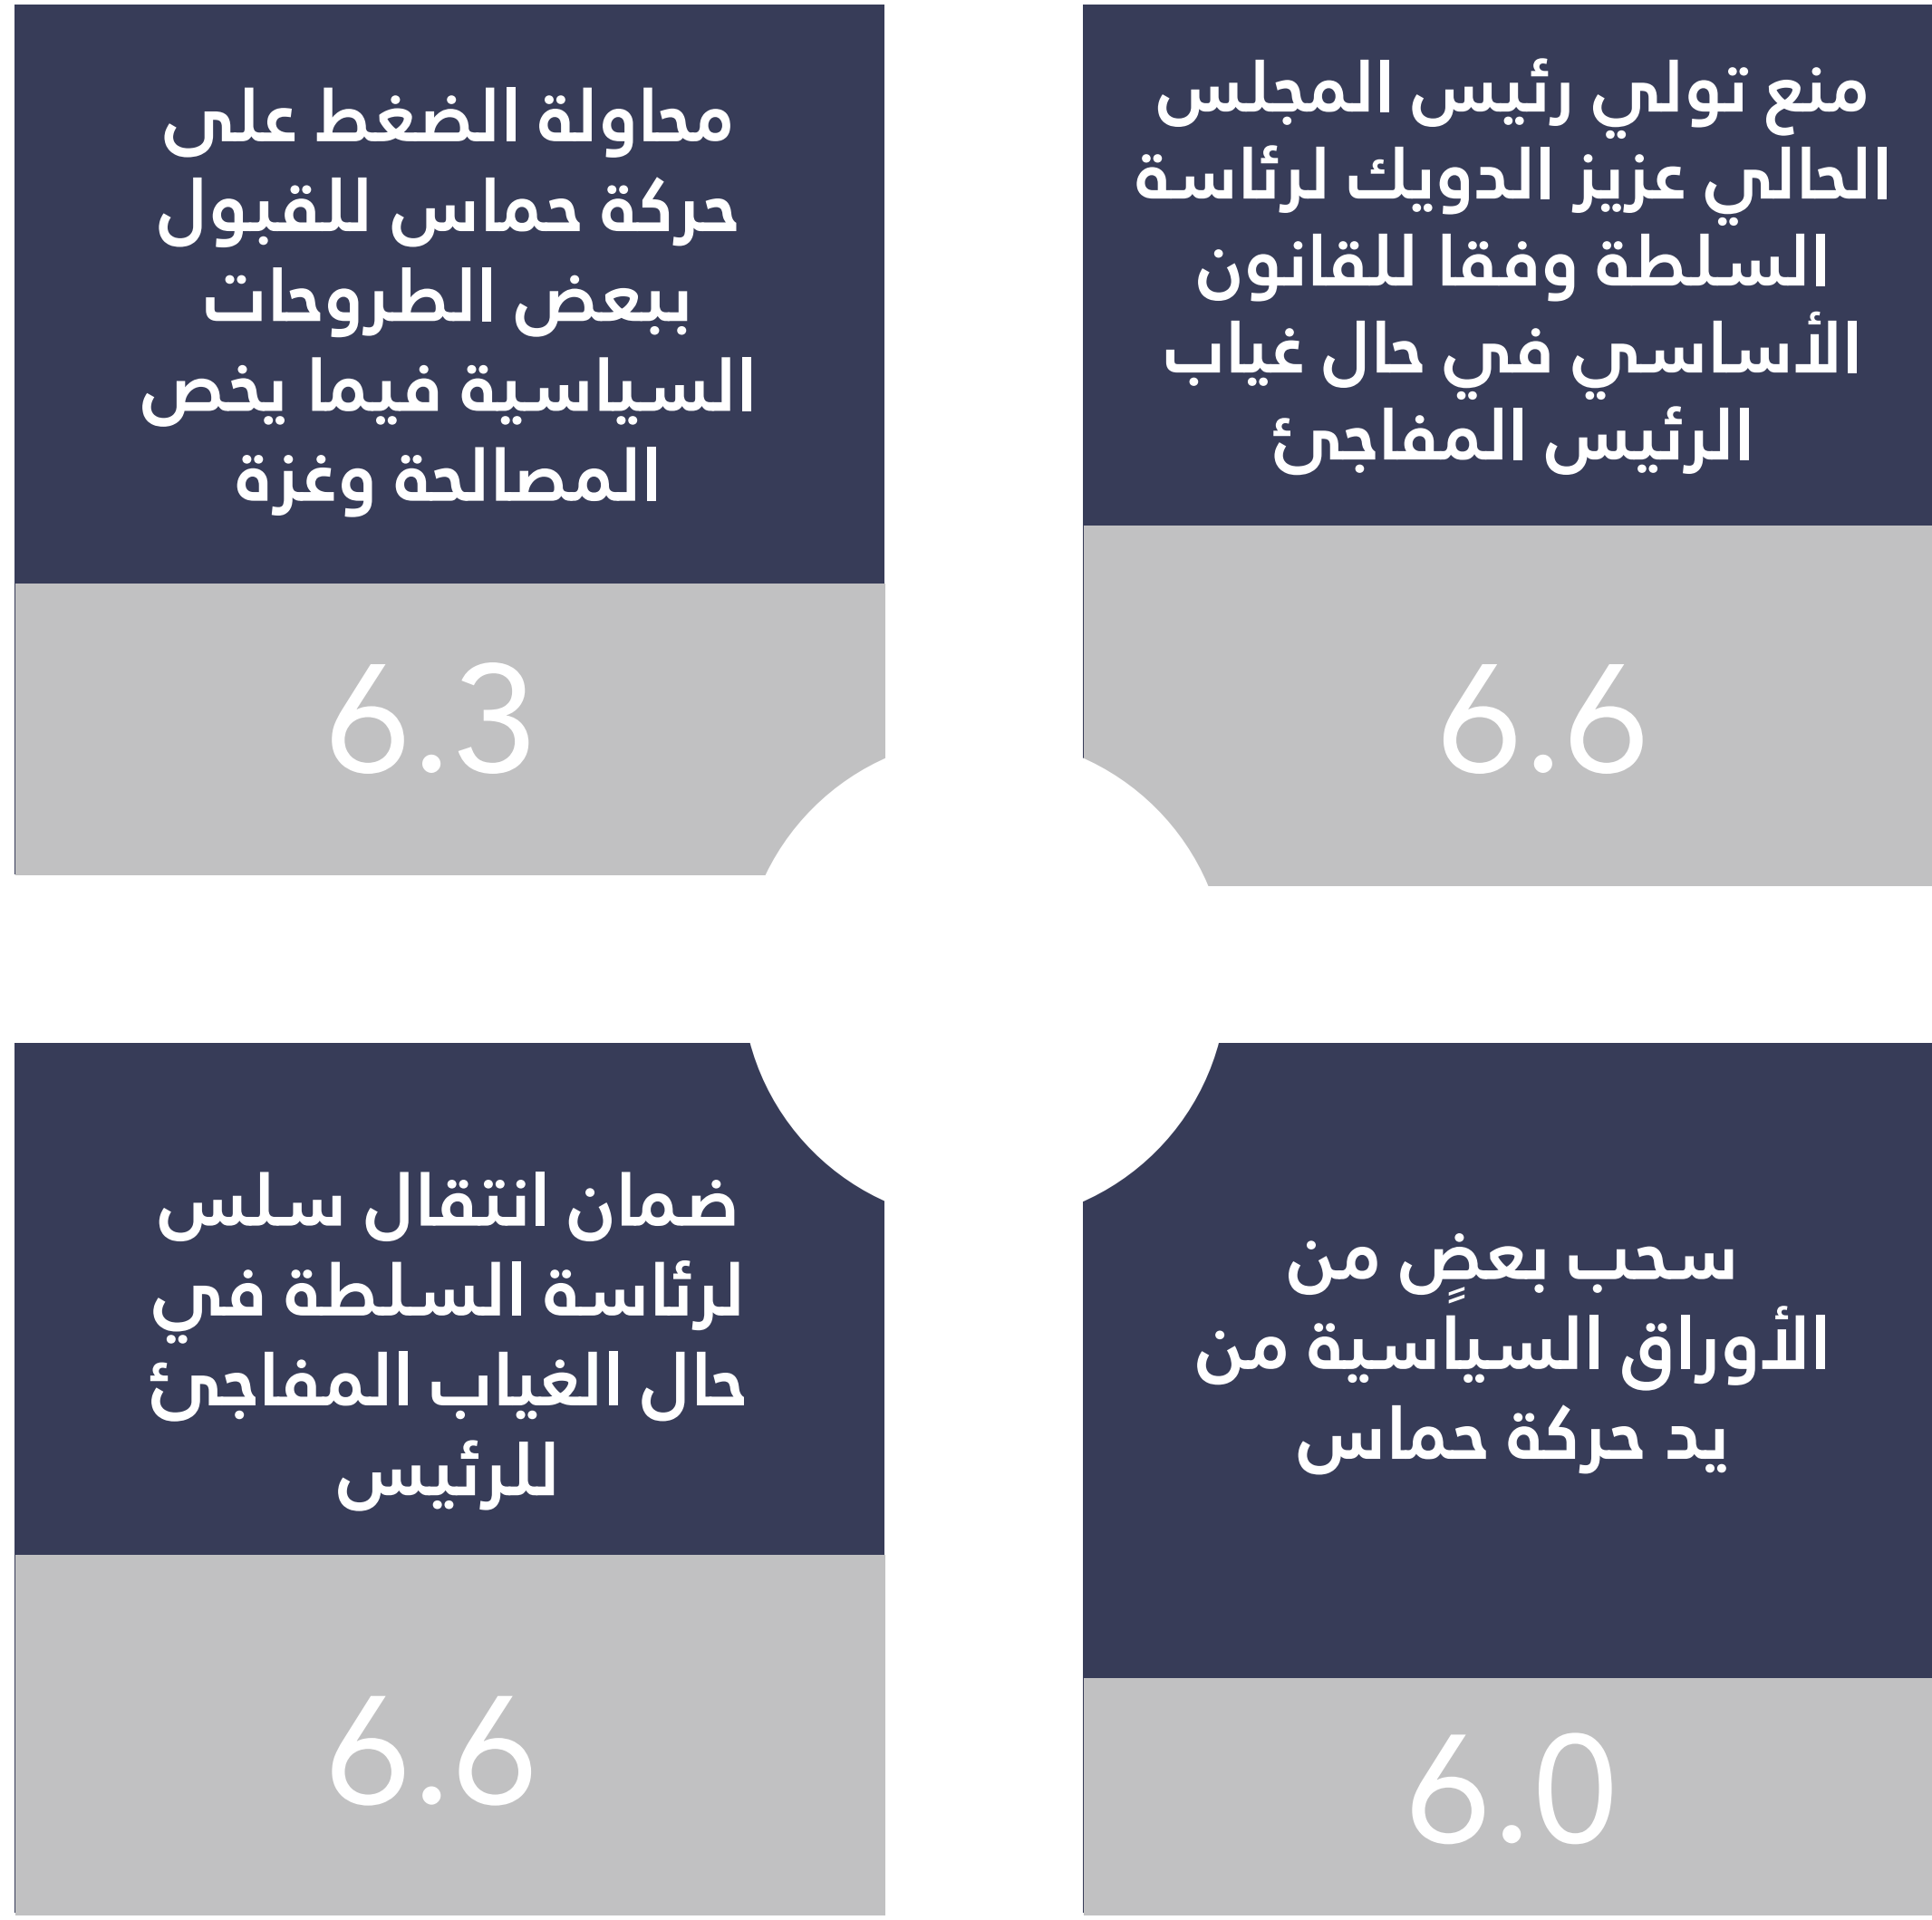 منع تولي رئيس المجلس
الحالي عزيز الدويك لرئاسة
السلطة وفقا للقانون
الأساسي في حال غياب
الرئيس المفاجئ
6.6
محاولة الضغط على
حركة حماس للقبول
ببعض الطروحات
السياسية فيما يخص
المصالحة وغزة
6.3
سحب بعضٍ من
الأوراق السياسية من
يد حركة حماس
6.0
ضمان انتقال سلس
لرئاسة السلطة في
حال الغياب المفاجئ
للرئيس
6.6